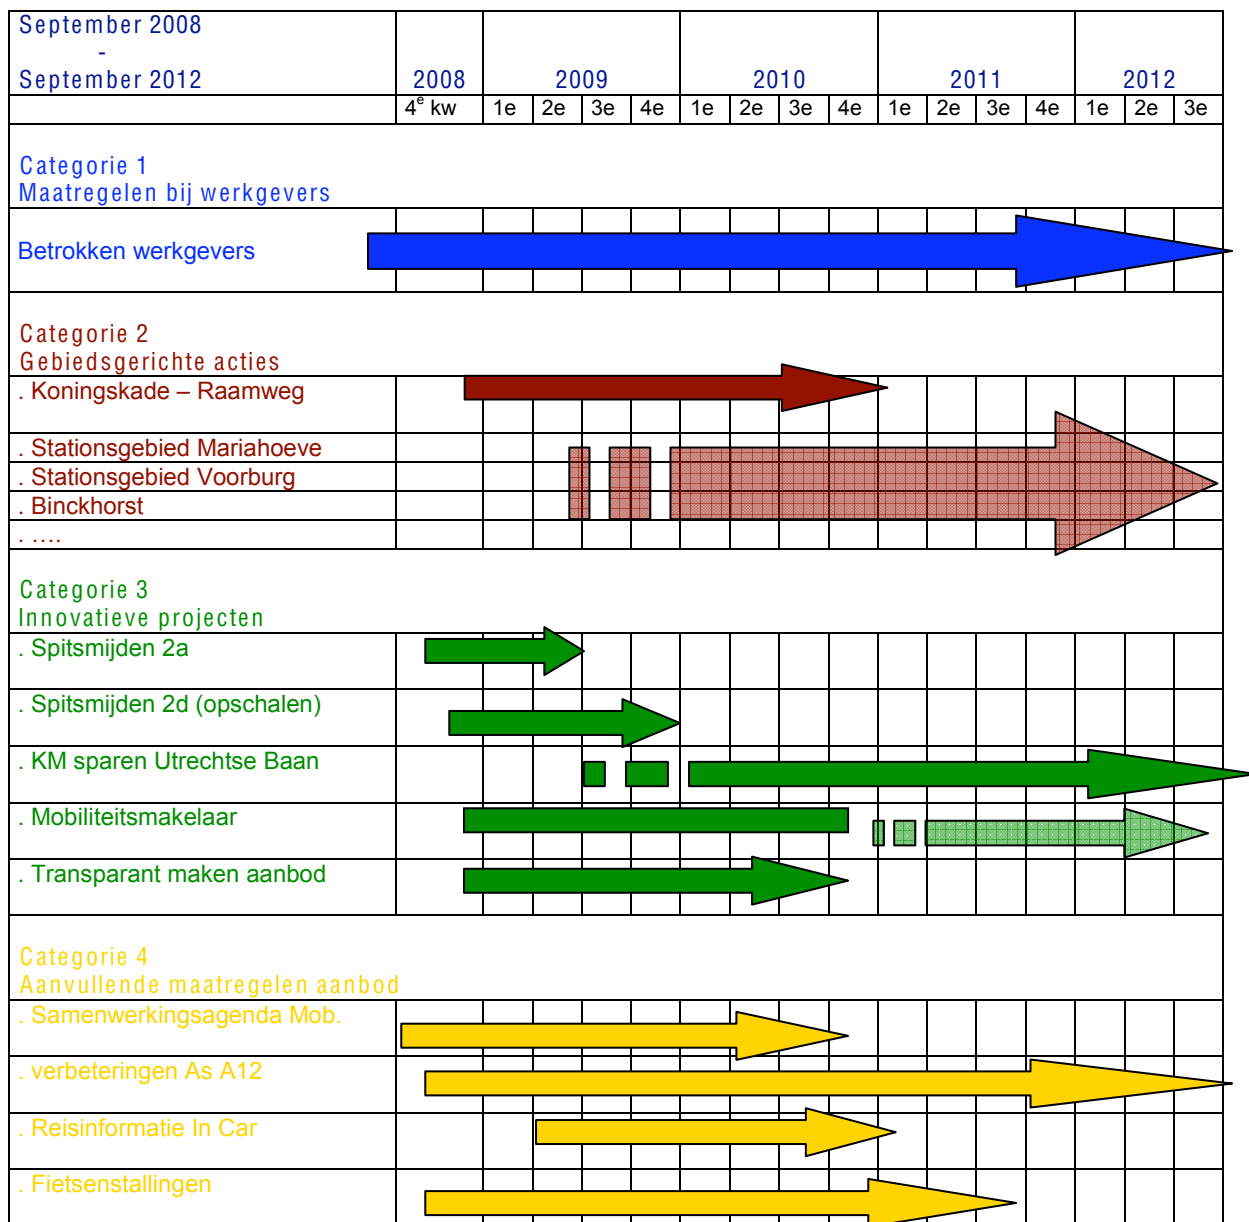 September 2008
-
September 2012 2008 2009 2010 2011 2012
4e kw 1e 2e 3e 4e 1e 2e 3e 4e 1e 2e 3e 4e 1e 2e 3e
Categorie 1
Maatregelen bij werkgevers
Betrokken werkgevers
Categorie 2
Gebiedsgerichte acties
. Koningskade – Raamweg
. Stationsgebied Mariahoeve
. Stationsgebied Voorburg
. Binckhorst
. ....
Categorie 3
Innovatieve projecten
. Spitsmijden 2a
. Spitsmijden 2d (opschalen)
. KM sparen Utrechtse Baan
. Mobiliteitsmakelaar
. Transparant maken aanbod
Categorie 4
Aanvullende maatregelen aanbod
. Samenwerkingsagenda Mob.
. verbeteringen As A12
. Reisinformatie In Car
. Fietsenstallingen